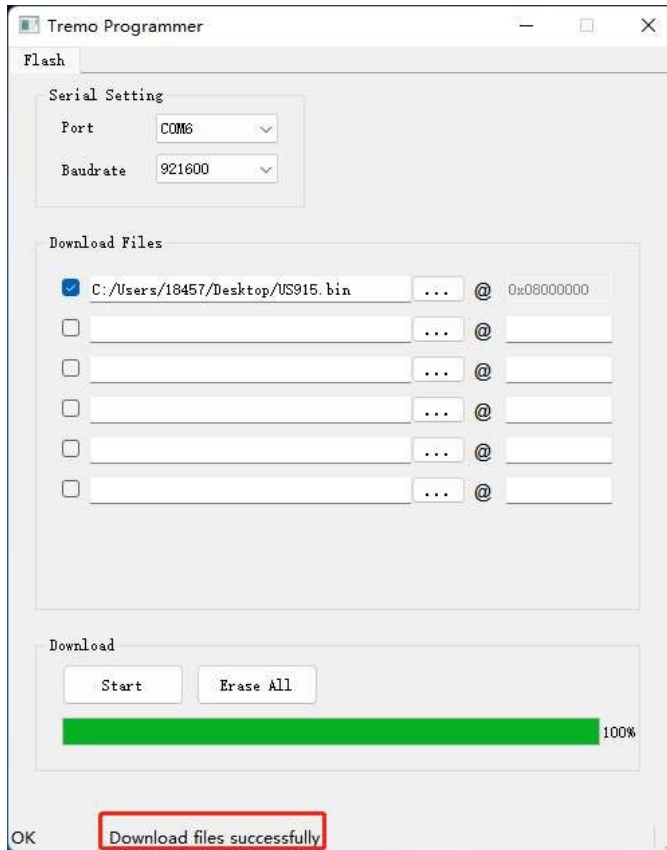 Tremo Programmer
Flash
Serial Setting
Port COM6
Baudrate 921600
Download Files
C:/Users/18457/Desktop/US915.bin ... @ 0x08000000
... @
... @
... @
... @
... @
Download
Start Erase All
100%
OK Download files successfully